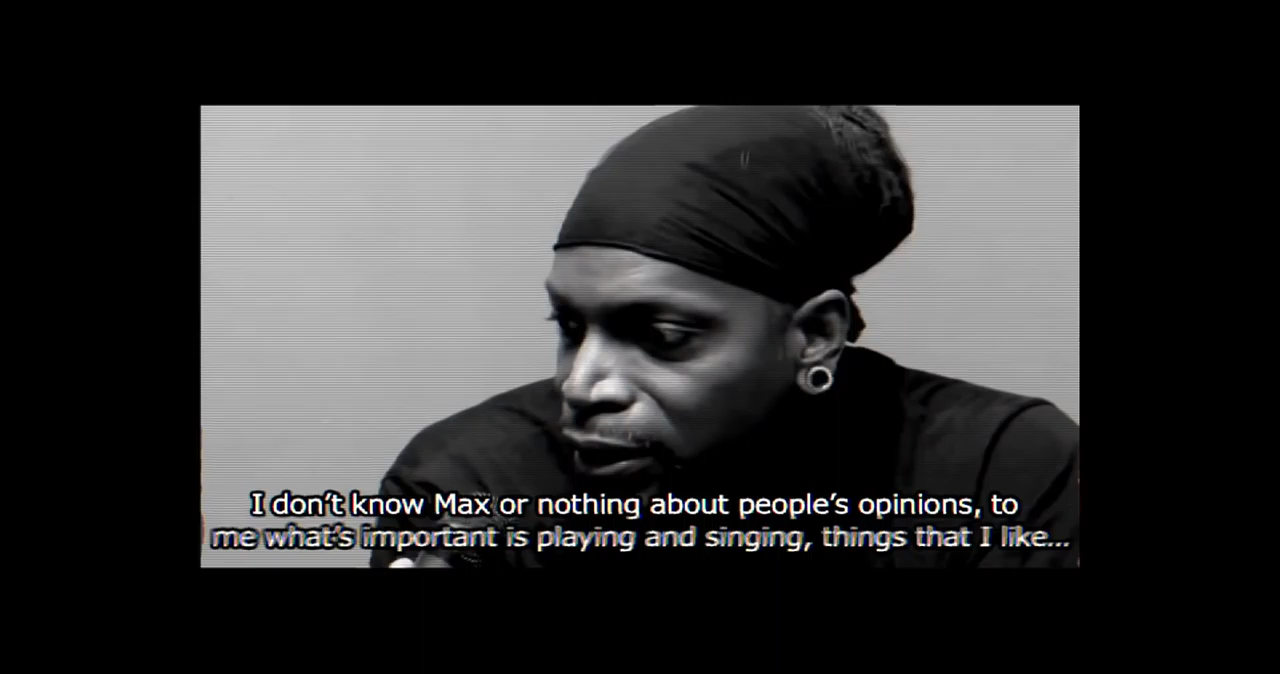 I don't know Max or nothing about people's opinions, to
me what's important is playing and singing, things that I like...